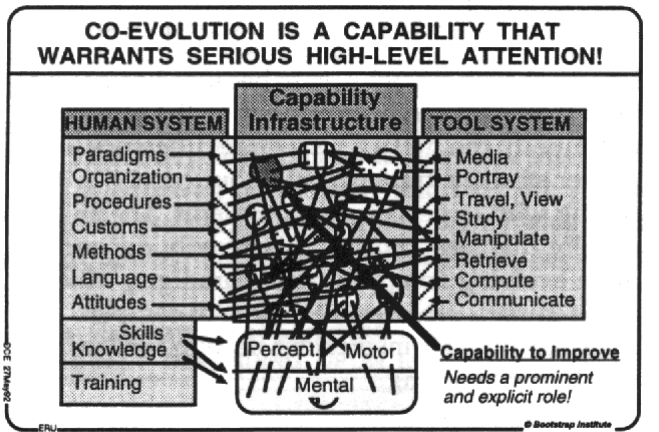 CO-EVOLUTION IS A CAPABILITY THAT
WARRANTS SERIOUS HIGH-LEVEL ATTENTION!
Capability
Infrastructure
HUMAN SYSTEM
Paradigms
Organization
Procedures
Customs
Methods
Language
Attitudes
Skills
Knowledge
Training
TOOL SYSTEM
Media
Portray
Travel, View
Study
Manipulate
Retrieve
Compute
Communicate
Percept.
Motor
Mental
Capability to Improve
Needs a prominent
and explicit role!
DCE 27May92
ERU
© Bootstrap Institute